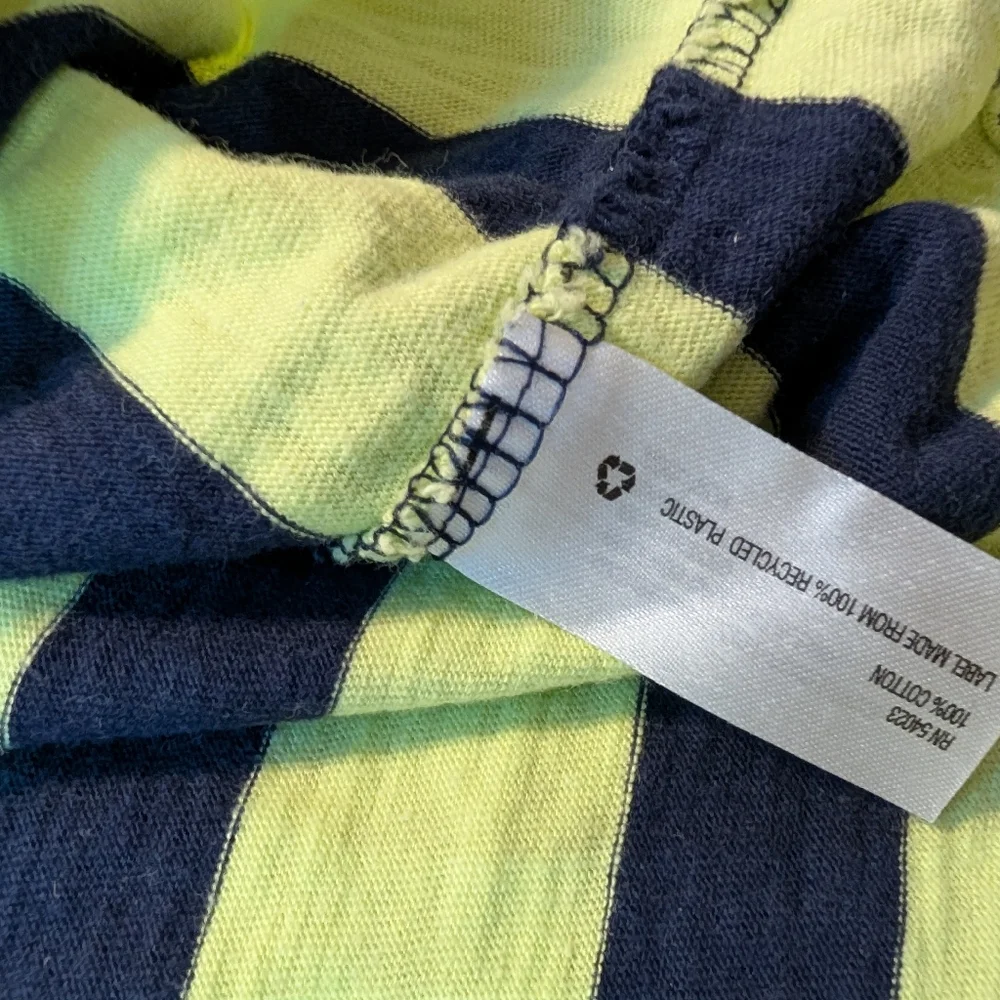 RN 54023
100% COTTON
LABEL MADE FROM 100% RECYCLED PLASTIC